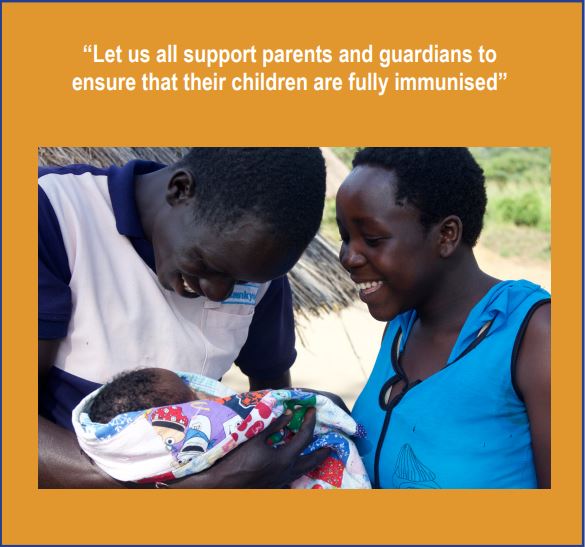 “Let us all support parents and guardians to
ensure that their children are fully immunised”